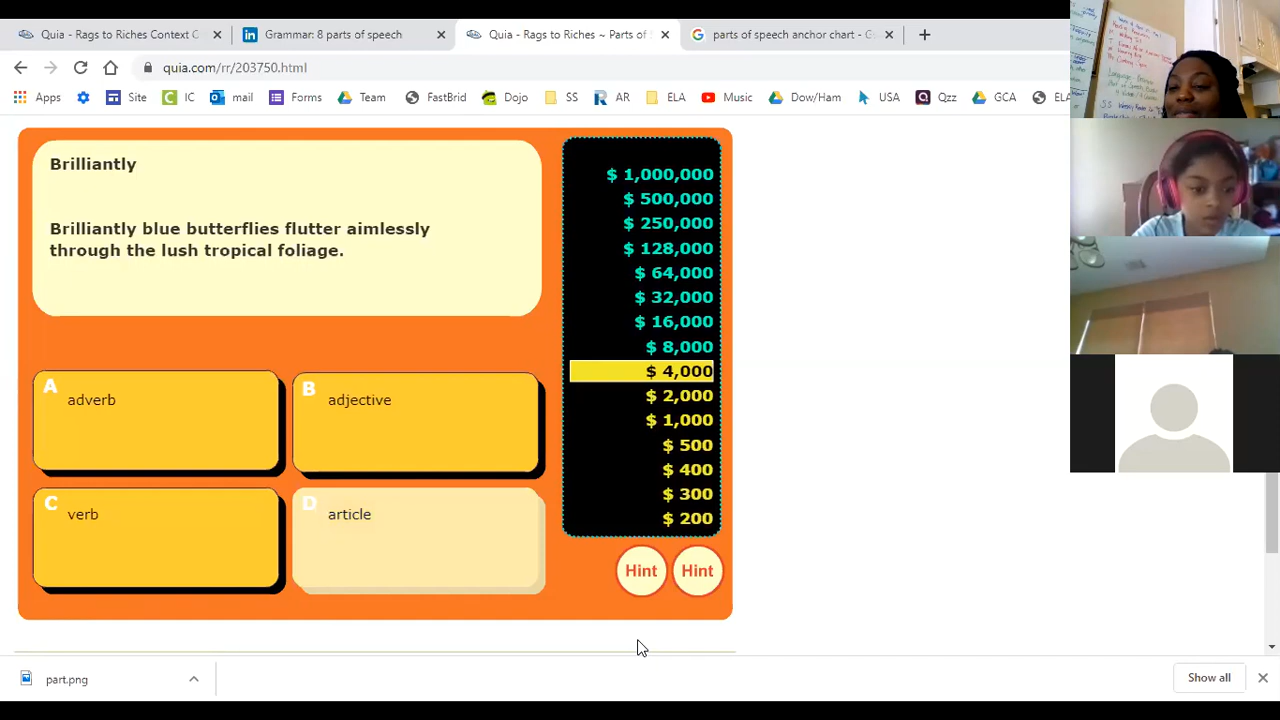 Quia - Rags to Riches Context C
Grammar: 8 parts of speech
Quia - Rags to Riches ~ Parts of
parts of speech anchor chart - G
quia.com/rr/203750.html
Apps
Site
IC
mail
Forms
Team
FastBrid
Dojo
SS
AR
ELA
Music
Dow/Ham
USA
Qzz
GCA
Brilliantly
Brilliantly blue butterflies flutter aimlessly
through the lush tropical foliage.
A
adverb
B
adjective
C
verb
D
article
$ 1,000,000
$ 500,000
$ 250,000
$ 128,000
$ 64,000
$ 32,000
$ 16,000
$ 8,000
$ 4,000
$ 2,000
$ 1,000
$ 500
$ 400
$ 300
$ 200
Hint
Hint
part.png
Show all